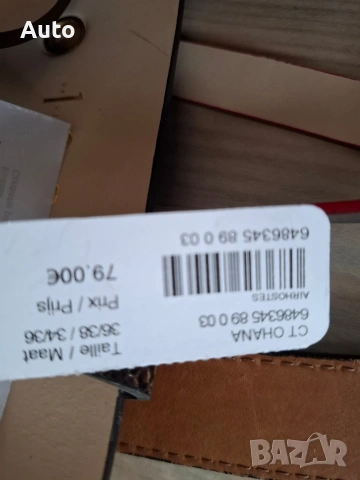 Auto
CT OHANA
6486345 89 0 03
AIRHOSTES
6486345 89 0 03
Taille / Maat
36/38 / 34/36
Prix / Prijs
79.00€
BAZAR